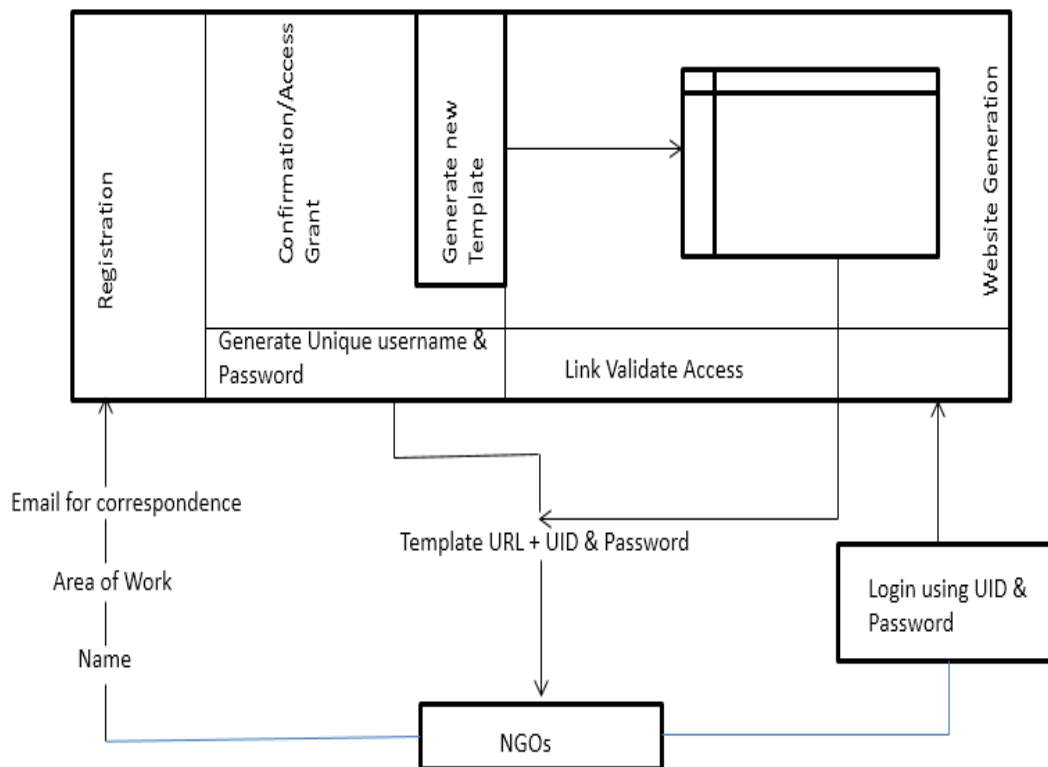 Registration
Confirmation/Access
Grant
Generate new
Template
Website Generation
Generate Unique username &
Password
Link Validate Access
Email for correspondence
Template URL + UID & Password
Area of Work
Login using UID &
Password
Name
NGOs